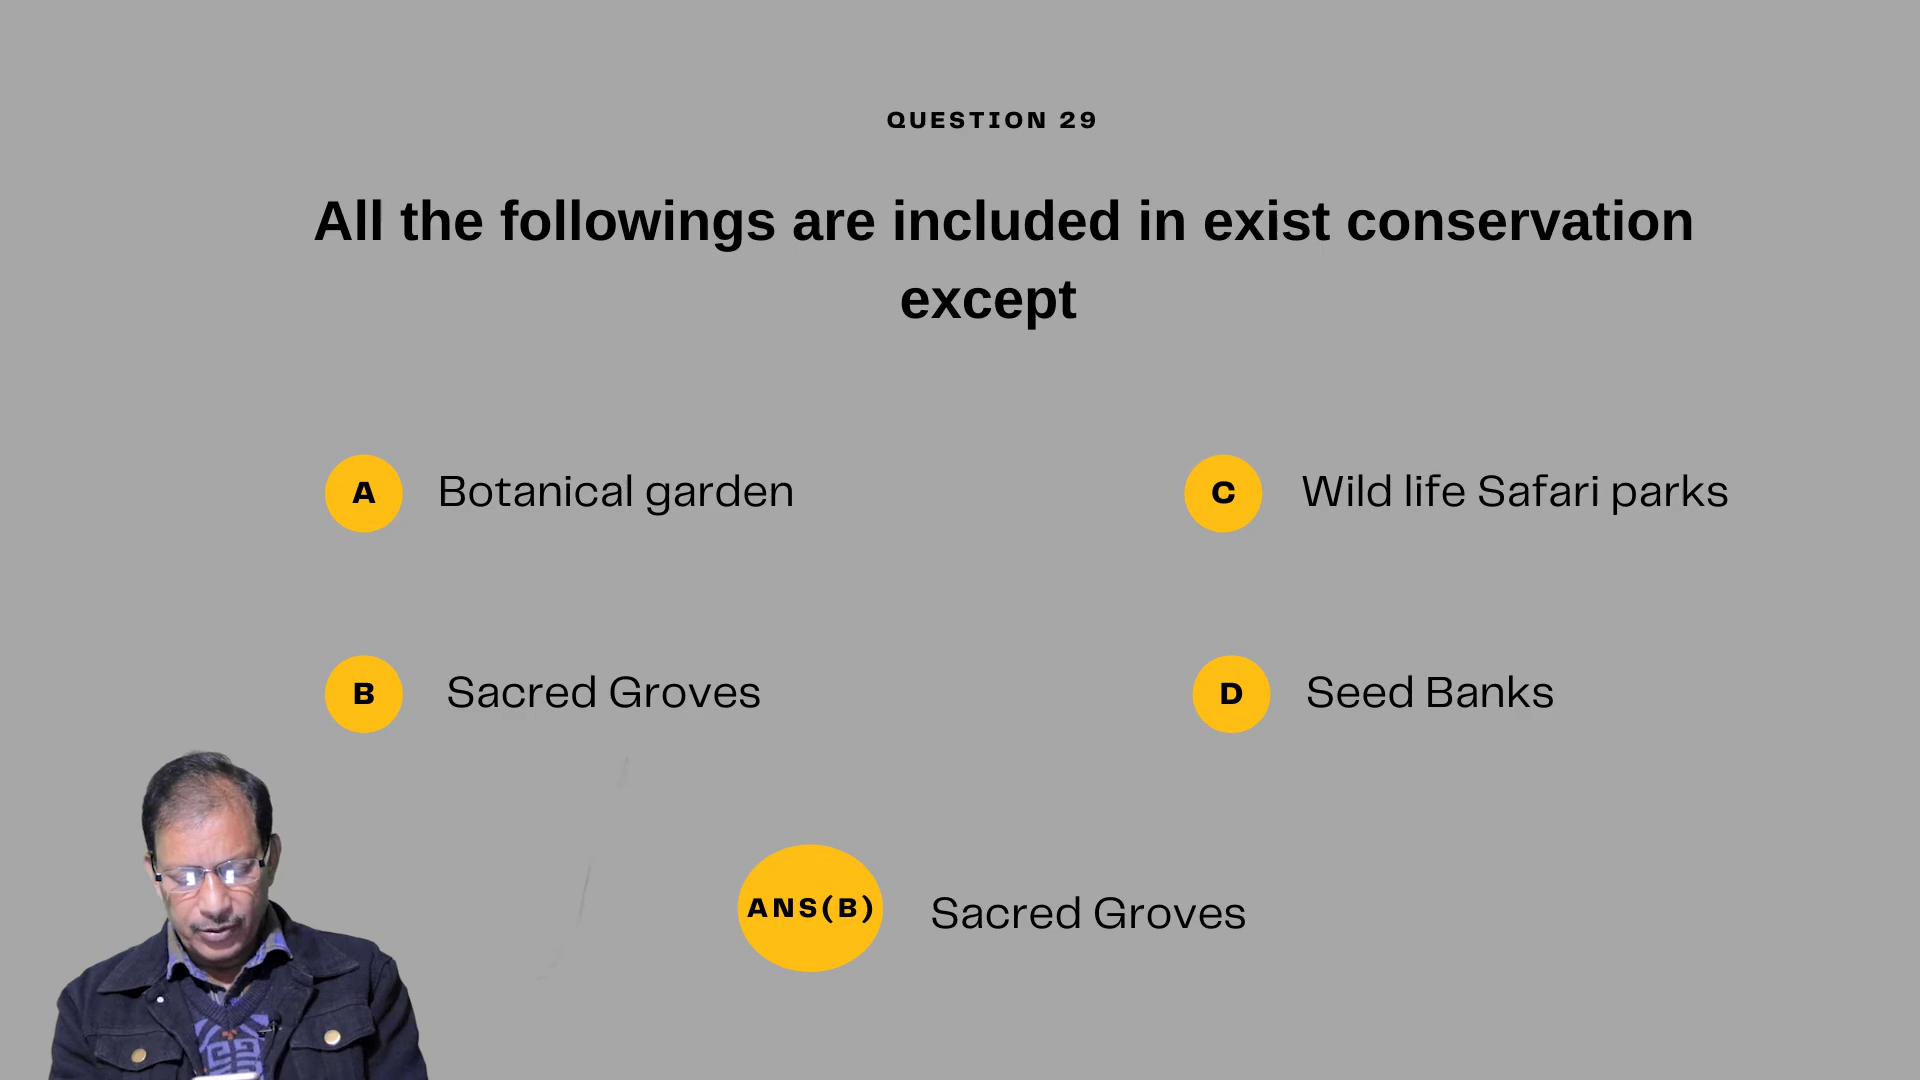 QUESTION 29
All the followings are included in exist conservation
except
A Botanical garden
C Wild life Safari parks
B Sacred Groves
D Seed Banks
ANS(B) Sacred Groves